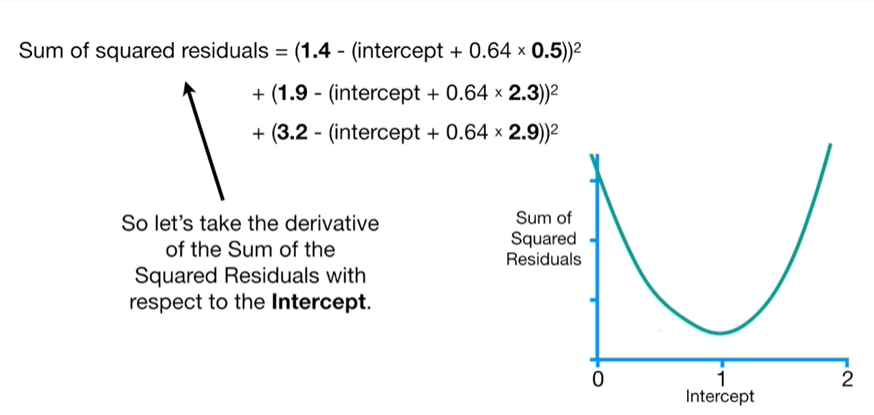 Sum of squared residuals = (1.4 - (intercept + 0.64 × 0.5))²
+ (1.9 - (intercept + 0.64 × 2.3))²
+ (3.2 - (intercept + 0.64 × 2.9))²
So let's take the derivative
of the Sum of the
Squared Residuals with
respect to the Intercept.
Sum of
Squared
Residuals
0 1 2
Intercept